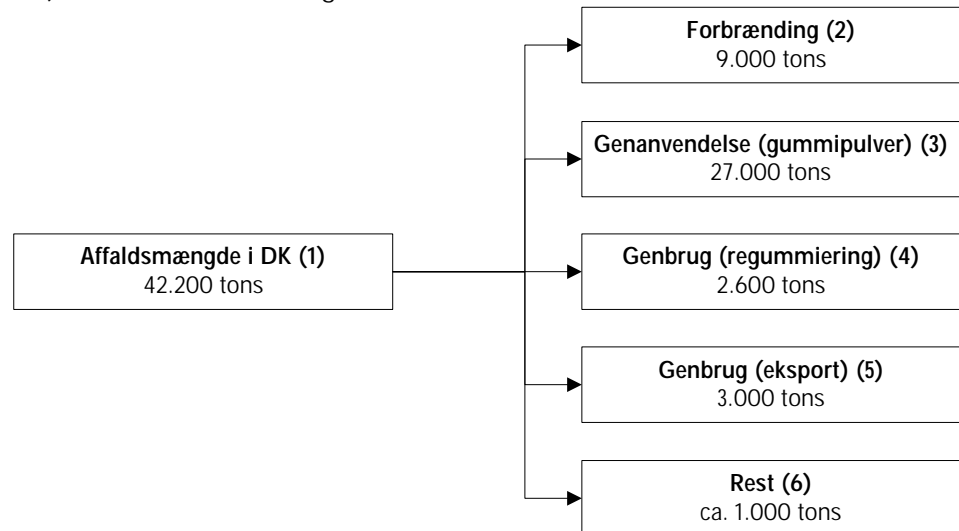 Forbrænding (2)
9.000 tons
Genanvendelse (gummipulver) (3)
27.000 tons
Affaldsmængde i DK (1)
42.200 tons
Genbrug (regummiering) (4)
2.600 tons
Genbrug (eksport) (5)
3.000 tons
Rest (6)
ca. 1.000 tons